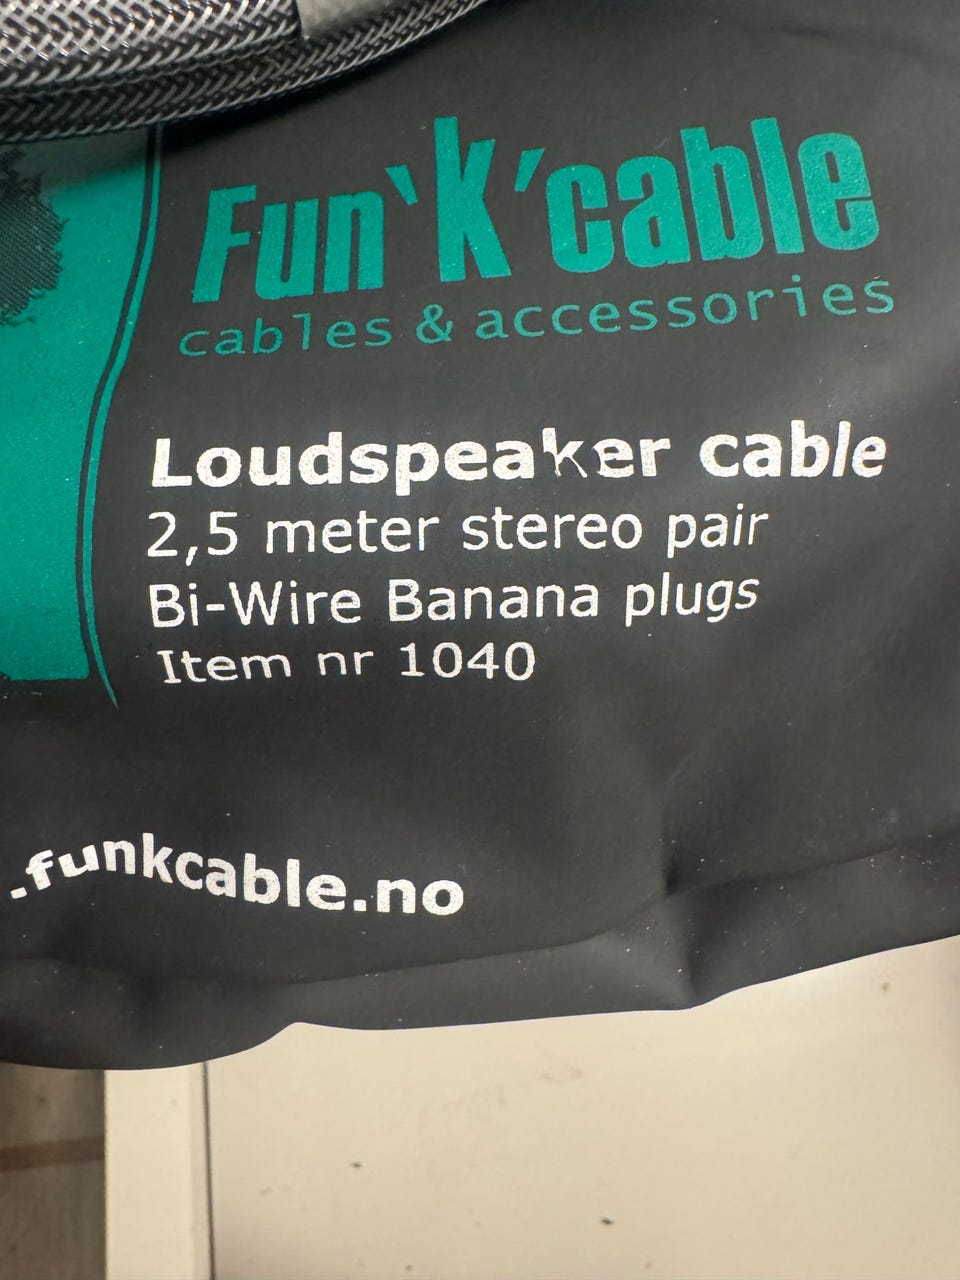 Fun`K´cable
cables & accessories
Loudspeaker cable
2,5 meter stereo pair
Bi-Wire Banana plugs
Item nr 1040
.funkcable.no